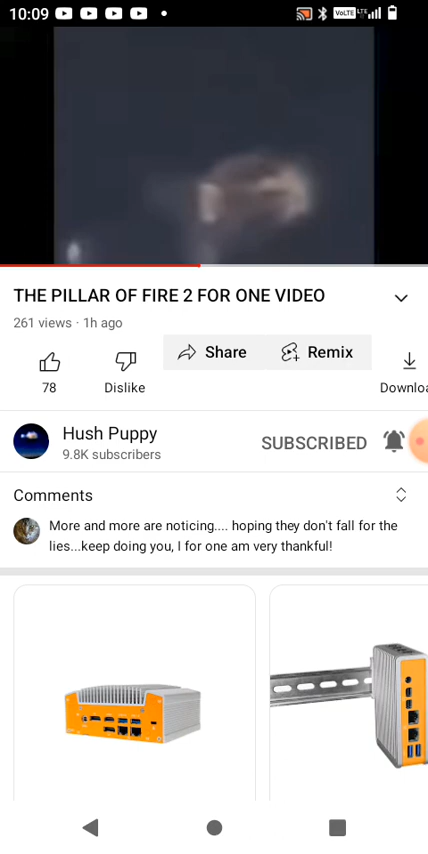 10:09 VoLTE LTE
THE PILLAR OF FIRE 2 FOR ONE VIDEO
261 views · 1h ago
Share Remix
78 Dislike Downloa
Hush Puppy
9.8K subscribers
SUBSCRIBED
Comments
More and more are noticing.... hoping they don't fall for the
lies...keep doing you, I for one am very thankful!